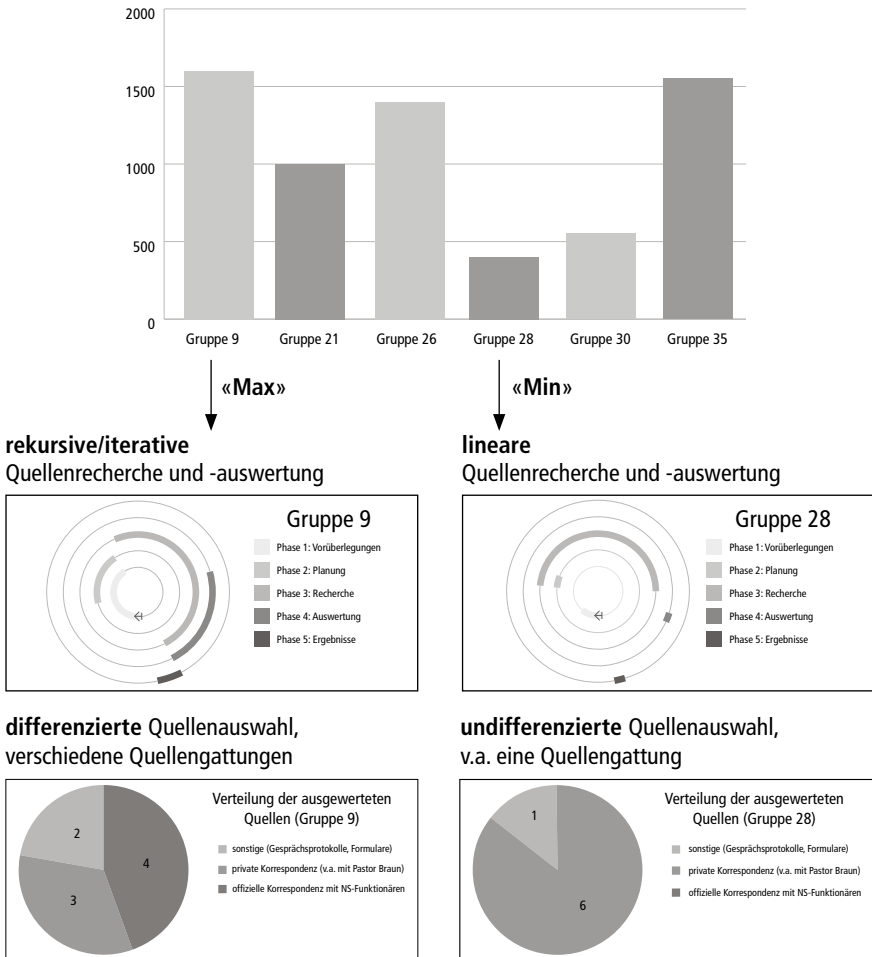 2000
1500
1000
500
0
Gruppe 9
Gruppe 21
Gruppe 26
Gruppe 28
Gruppe 30
Gruppe 35
«Max»
«Min»
rekursive/iterative
Quellenrecherche und -auswertung
lineare
Quellenrecherche und -auswertung
Gruppe 9
Phase 1: Vorüberlegungen
Phase 2: Planung
Phase 3: Recherche
Phase 4: Auswertung
Phase 5: Ergebnisse
Gruppe 28
Phase 1: Vorüberlegungen
Phase 2: Planung
Phase 3: Recherche
Phase 4: Auswertung
Phase 5: Ergebnisse
differenzierte Quellenauswahl,
verschiedene Quellengattungen
undifferenzierte Quellenauswahl,
v.a. eine Quellengattung
2
4
3
Verteilung der ausgewerteten
Quellen (Gruppe 9)
sonstige (Gesprächsprotokolle, Formulare)
private Korrespondenz (v.a. mit Pastor Braun)
offizielle Korrespondenz mit NS-Funktionären
1
6
Verteilung der ausgewerteten
Quellen (Gruppe 28)
sonstige (Gesprächsprotokolle, Formulare)
private Korrespondenz (v.a. mit Pastor Braun)
offizielle Korrespondenz mit NS-Funktionären